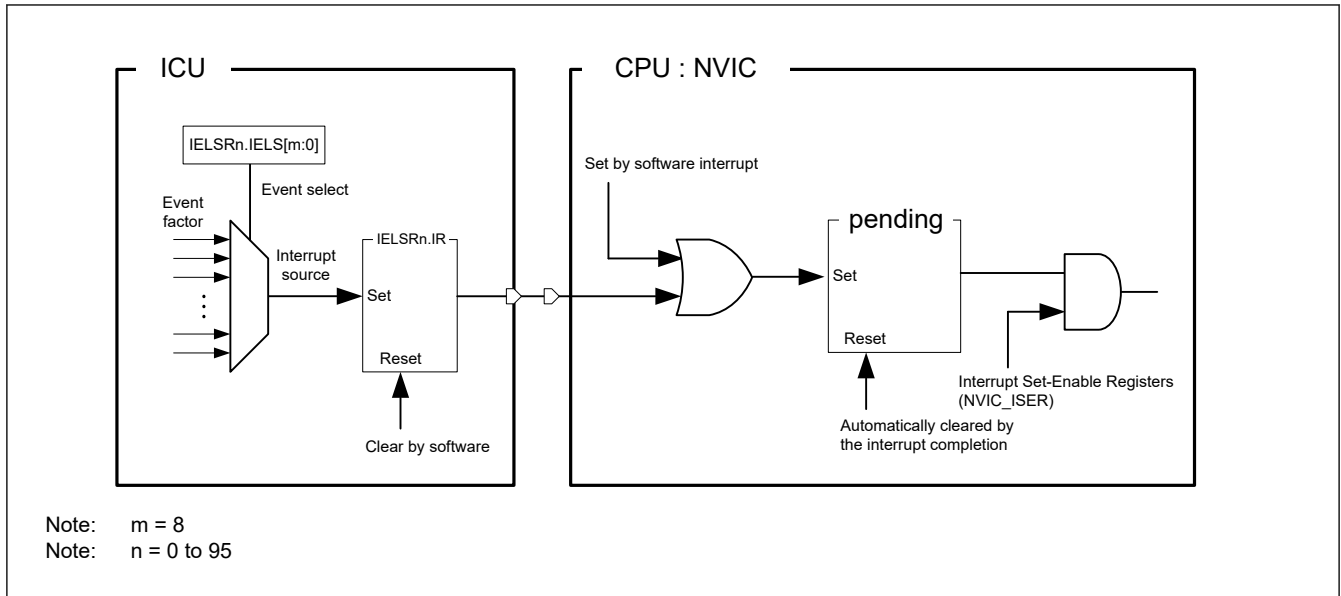 ICU
CPU : NVIC
IELSRn.IELS[m:0]
Event select
Event
factor
Interrupt
source
IELSRn.IR
Set
Reset
Clear by software
Set by software interrupt
pending
Set
Reset
Automatically cleared by
the interrupt completion
Interrupt Set-Enable Registers
(NVIC_ISER)
Note: m = 8
Note: n = 0 to 95